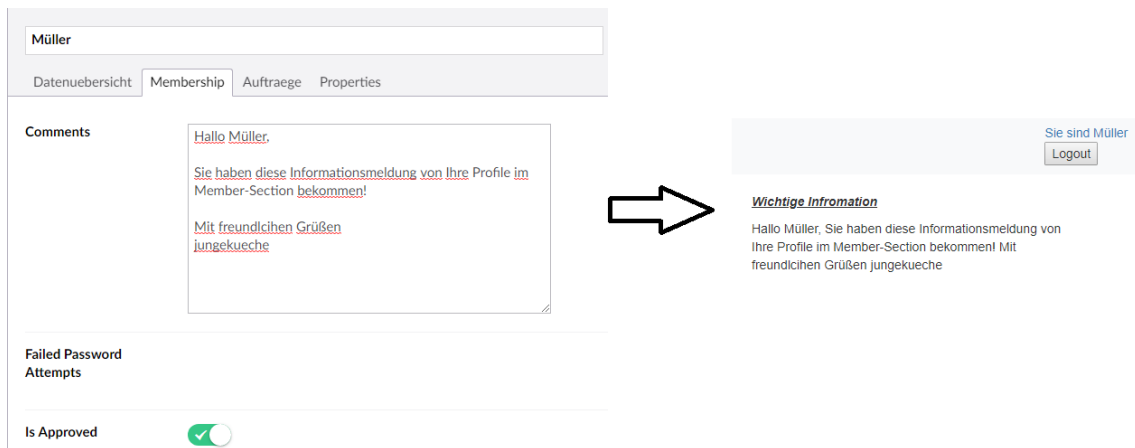 Müller
Datenuebersicht Membership Auftraege Properties
Comments
Hallo Müller,
Sie haben diese Informationsmeldung von Ihre Profile im
Member-Section bekommen!
Mit freundlcihen Grüßen
jungekueche
Failed Password
Attempts
Is Approved
Sie sind Müller
Logout
Wichtige Infromation
Hallo Müller, Sie haben diese Informationsmeldung von
Ihre Profile im Member-Section bekommen! Mit
freundlcihen Grüßen jungekueche